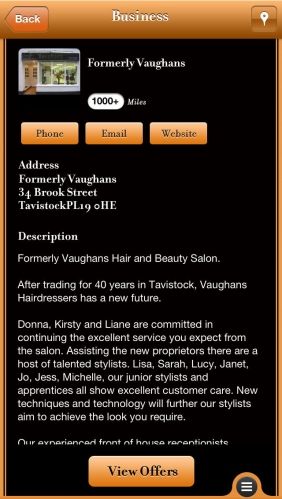 Back
Business
Formerly Vaughans
1000+ Miles
Phone
Email
Website
Address
Formerly Vaughans
34 Brook Street
TavistockPL19 0HE
Description
Formerly Vaughans Hair and Beauty Salon.
After trading for 40 years in Tavistock, Vaughans
Hairdressers has a new future.
Donna, Kirsty and Liane are committed in
continuing the excellent service you expect from
the salon. Assisting the new proprietors there are a
host of talented stylists. Lisa, Sarah, Lucy, Janet,
Jo, Jess, Michelle, our junior stylists and
apprentices all show excellent customer care. New
techniques and technology will further our stylists
aim to achieve the look you require.
Our experienced front of house receptionists
View Offers